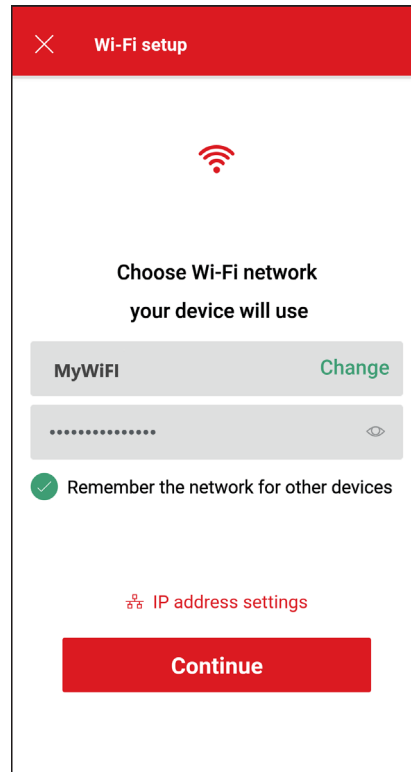 Wi-Fi setup
Choose Wi-Fi network
your device will use
MyWiFI
Change
•••••••••••••••
Remember the network for other devices
IP address settings
Continue